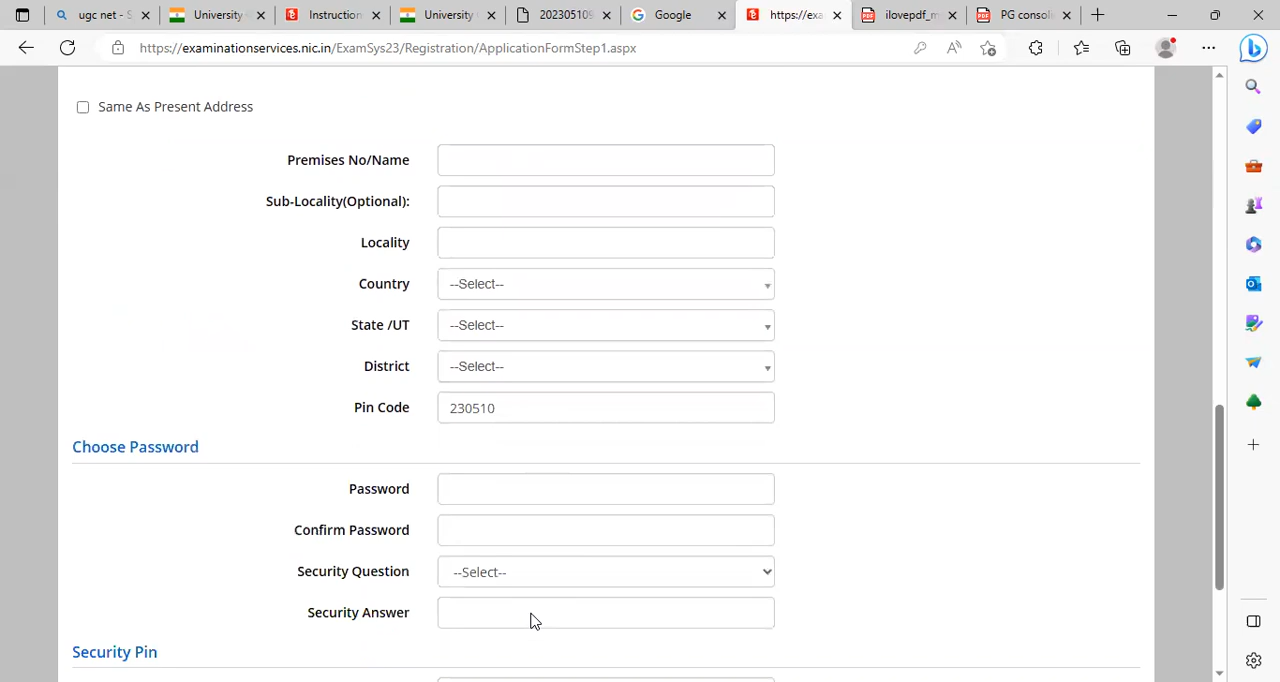 ugc net - S
University
Instruction
University
202305109
Google
https://exa
ilovepdf_m
PG consoli
https://examinationservices.nic.in/ExamSys23/Registration/ApplicationFormStep1.aspx
Same As Present Address
Premises No/Name
Sub-Locality(Optional):
Locality
Country --Select--
State /UT --Select--
District --Select--
Pin Code 230510
Choose Password
Password
Confirm Password
Security Question --Select--
Security Answer
Security Pin